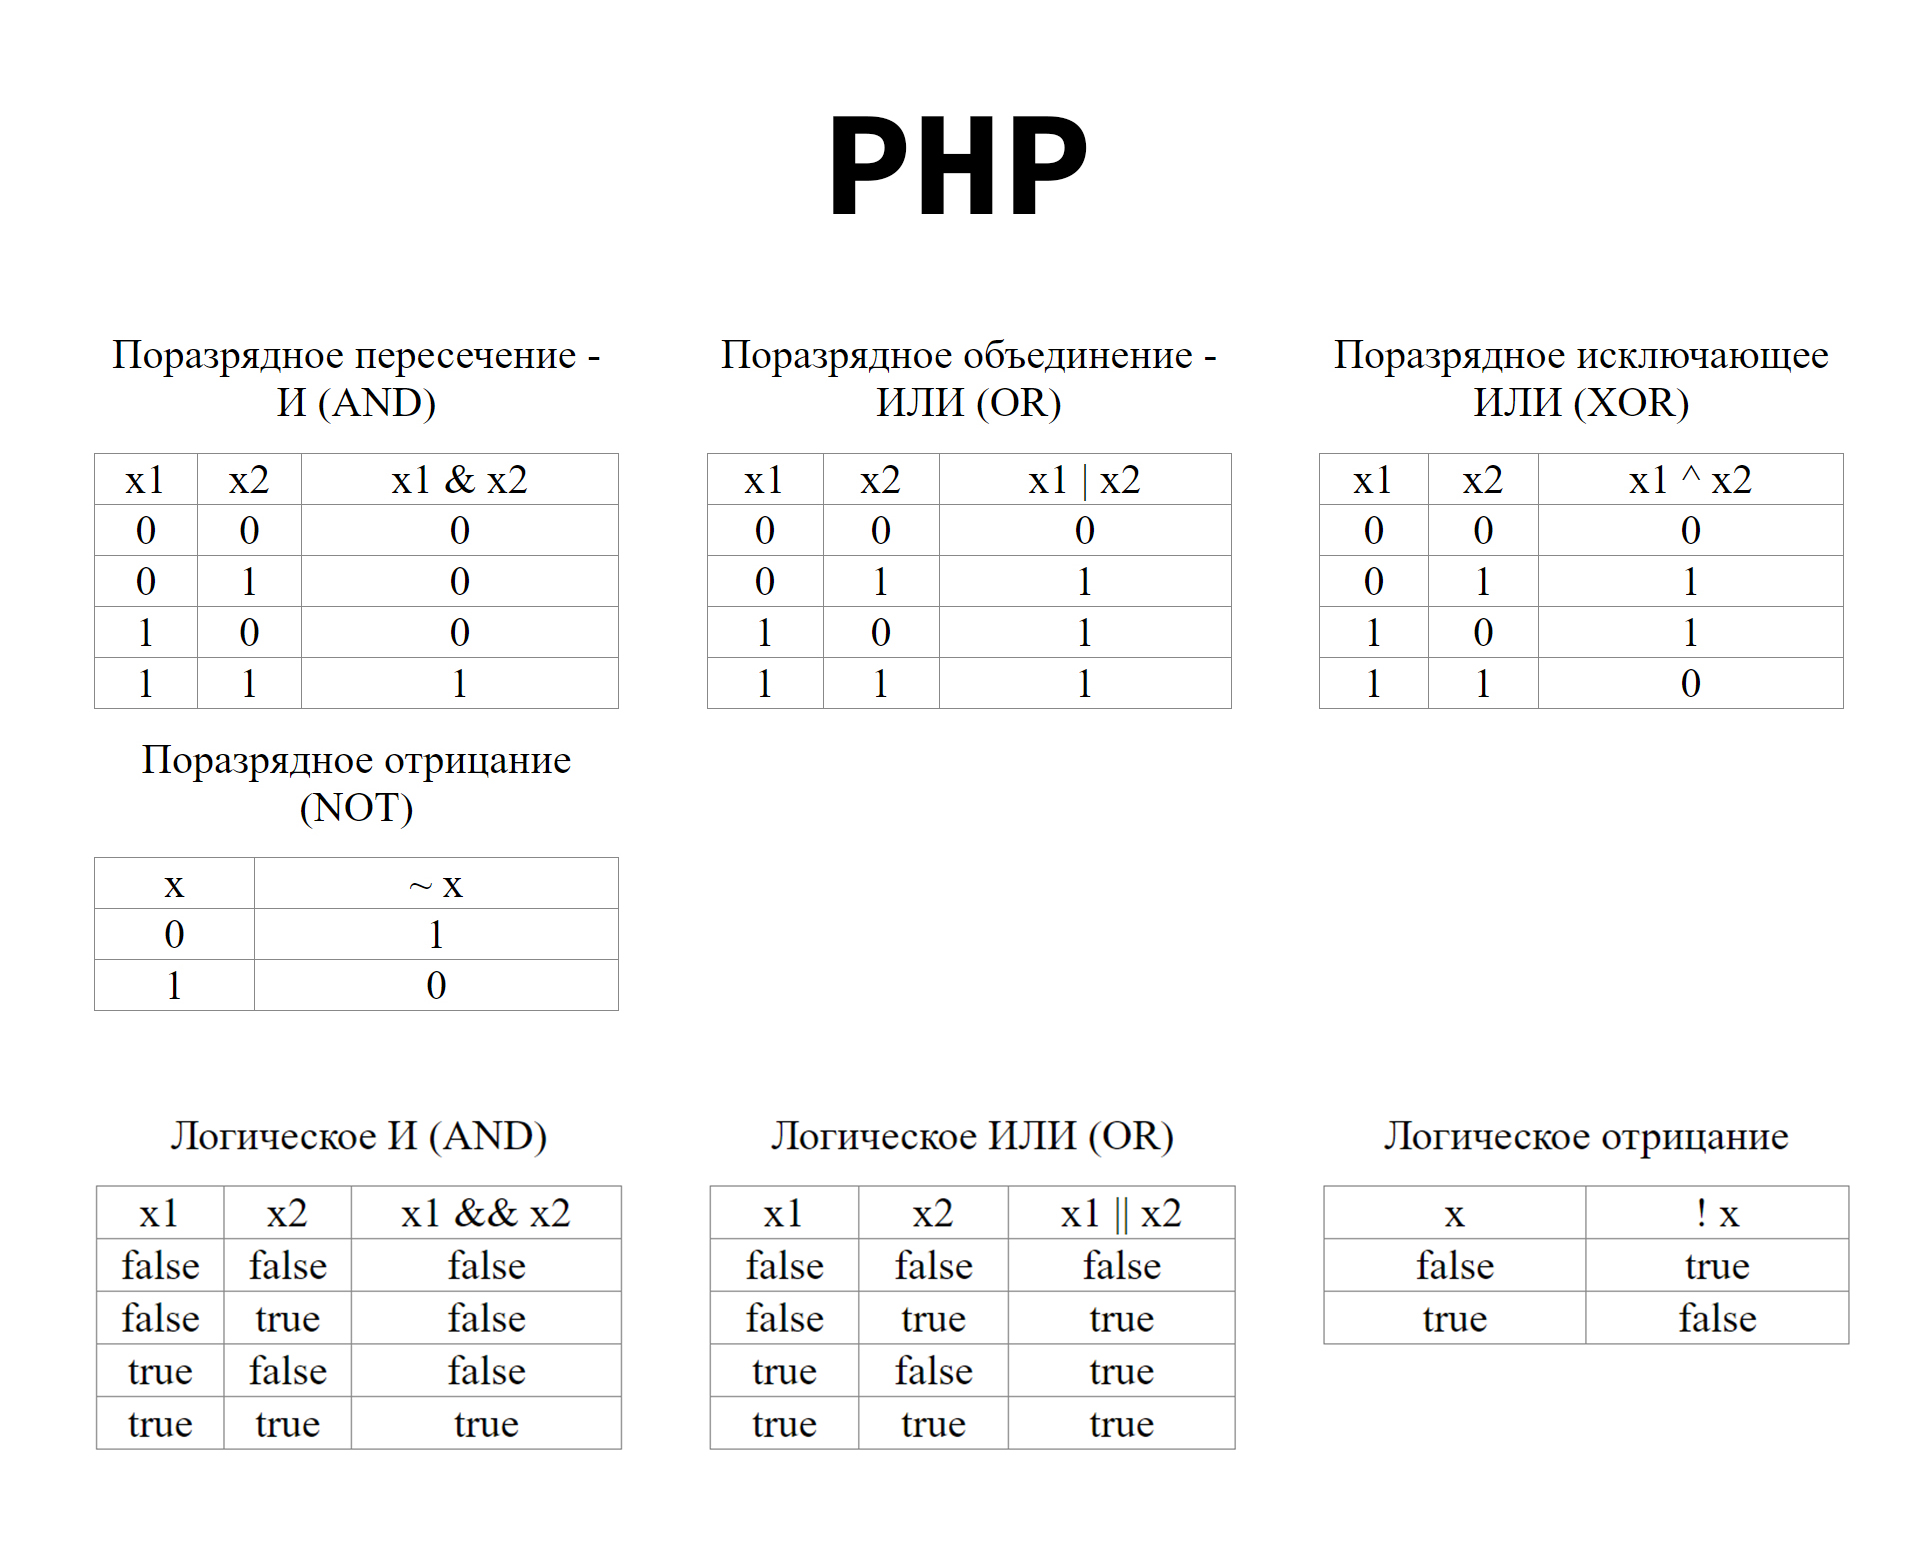 PHP
Поразрядное пересечение -
И (AND)
x1 x2 x1 & x2
0 0 0
0 1 0
1 0 0
1 1 1
Поразрядное объединение -
ИЛИ (OR)
x1 x2 x1 | x2
0 0 0
0 1 1
1 0 1
1 1 1
Поразрядное исключающее
ИЛИ (XOR)
x1 x2 x1 ^ x2
0 0 0
0 1 1
1 0 1
1 1 0
Поразрядное отрицание
(NOT)
x ~ x
0 1
1 0
Логическое И (AND)
x1 x2 x1 && x2
false false false
false true false
true false false
true true true
Логическое ИЛИ (OR)
x1 x2 x1 || x2
false false false
false true true
true false true
true true true
Логическое отрицание
x ! x
false true
true false